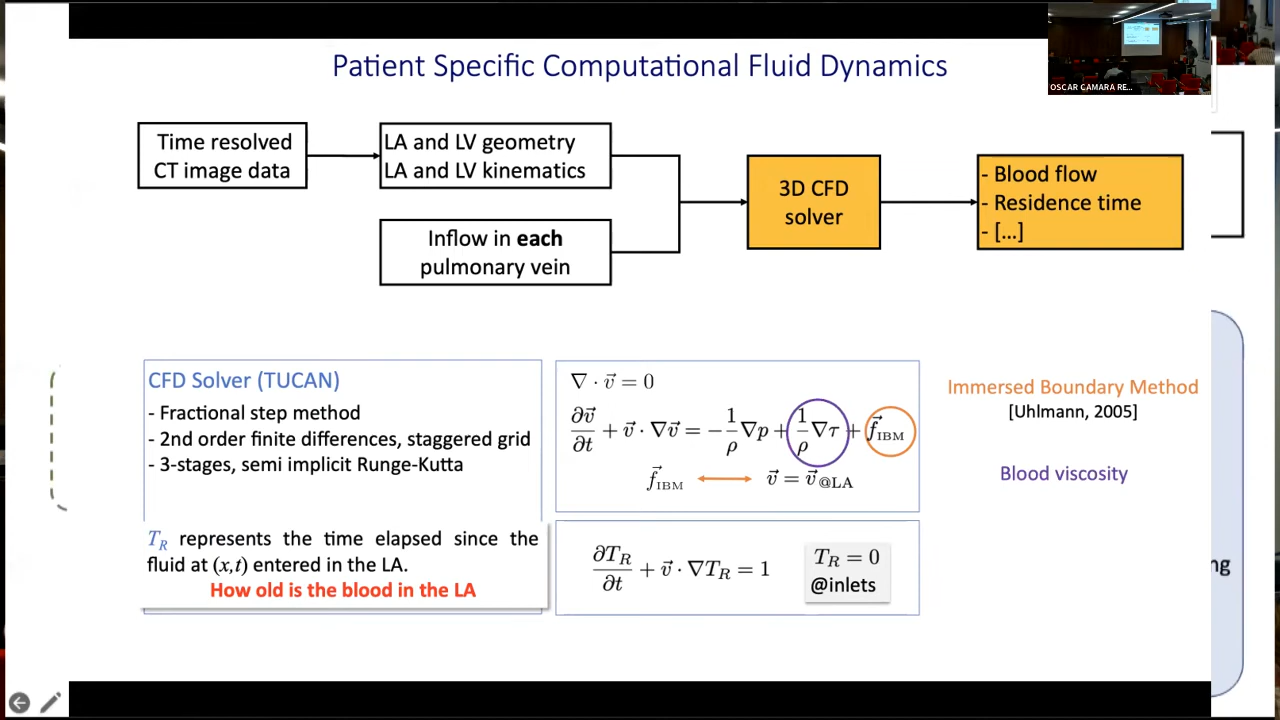 Patient Specific Computational Fluid Dynamics
OSCAR CAMARA RE...
Time resolved
CT image data
LA and LV geometry
LA and LV kinematics
Inflow in each
pulmonary vein
3D CFD
solver
- Blood flow
- Residence time
- [...]
CFD Solver (TUCAN)
- Fractional step method
- 2nd order finite differences, staggered grid
- 3-stages, semi implicit Runge-Kutta
∇ · v⃗ = 0
∂v⃗/∂t + v⃗ · ∇v⃗ = −1/ρ ∇p + 1/ρ ∇τ + f⃗_IBM
f⃗_IBM ⟷ v⃗ = v⃗_@LA
Immersed Boundary Method
[Uhlmann, 2005]
Blood viscosity
T_R represents the time elapsed since the
fluid at (x,t) entered in the LA.
How old is the blood in the LA
∂T_R/∂t + v⃗ · ∇T_R = 1
T_R = 0
@inlets
ng